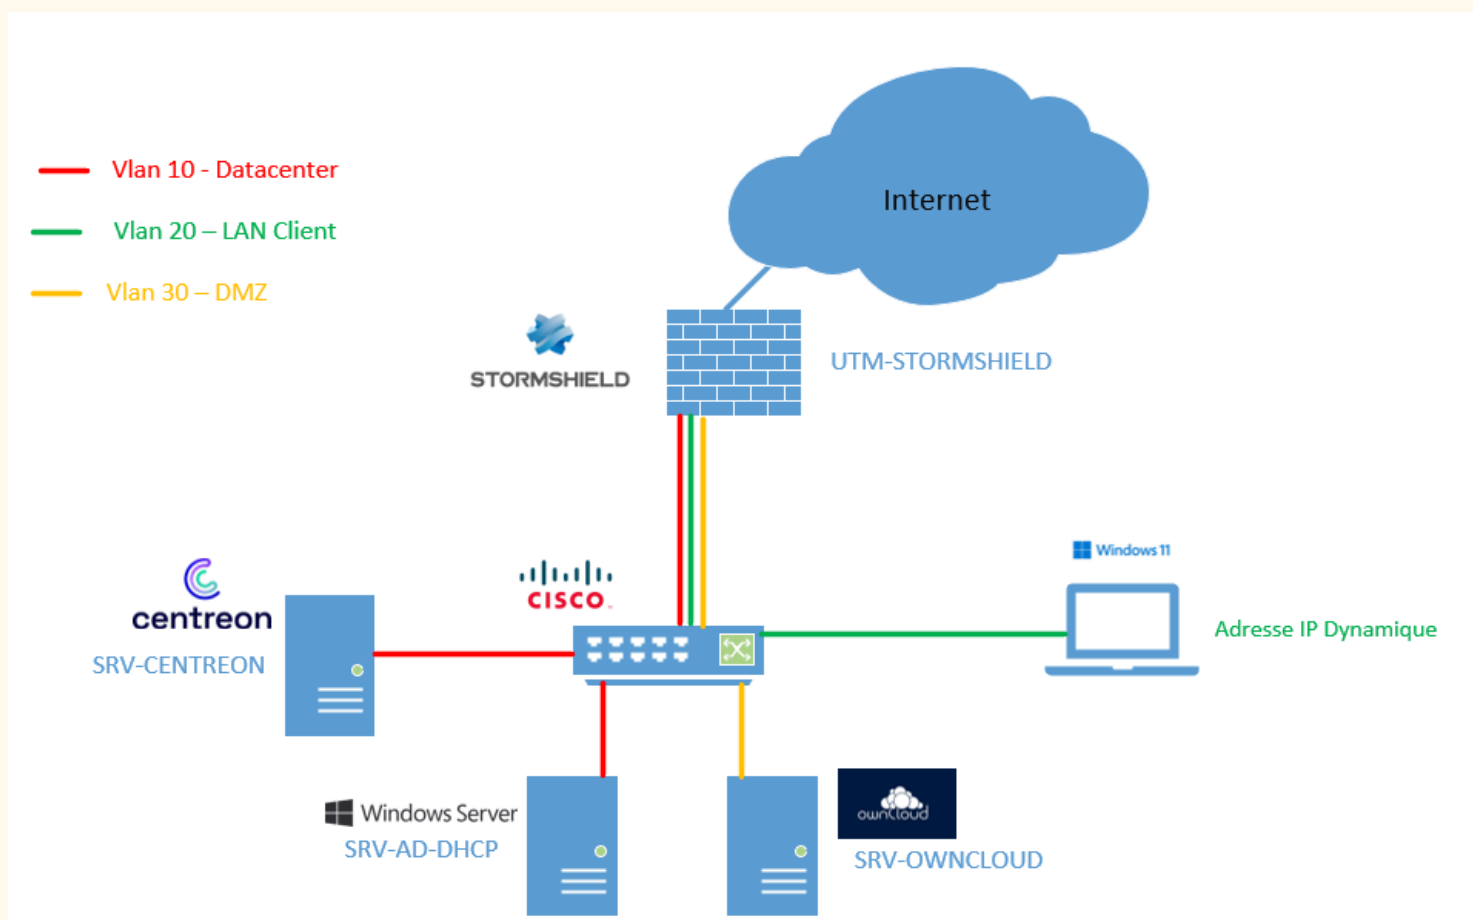 Internet
Vlan 10 - Datacenter
Vlan 20 – LAN Client
Vlan 30 – DMZ
STORMSHIELD
UTM-STORMSHIELD
Windows 11
CISCO
centreon
SRV-CENTREON
Adresse IP Dynamique
Windows Server
SRV-AD-DHCP
ownCloud
SRV-OWNCLOUD